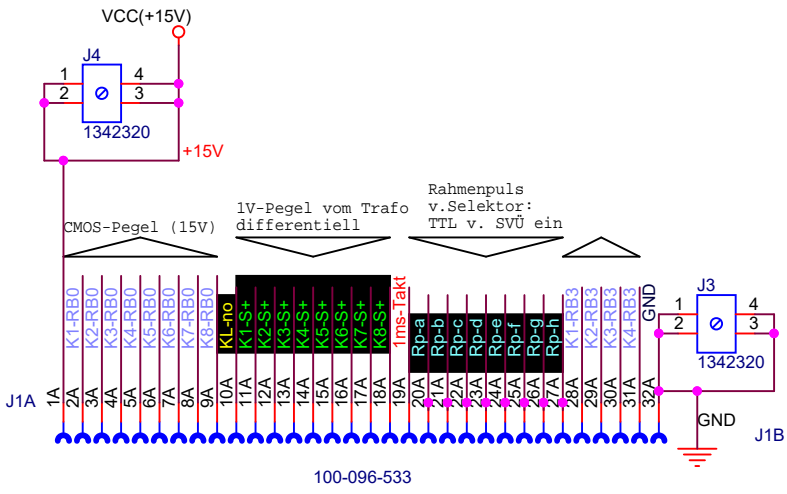 VCC(+15V)
J4
1 4
2 3
1342320
+15V
CMOS-Pegel (15V)
1V-Pegel vom Trafo
differentiell
Rahmenpuls
v.Selektor:
TTL v. SVÜ ein
J3
1 4
2 3
1342320
GND
K1-RB0
K2-RB0
K3-RB0
K4-RB0
K5-RB0
K6-RB0
K7-RB0
K8-RB0
KL-no
K1-S+
K2-S+
K3-S+
K4-S+
K5-S+
K6-S+
K7-S+
K8-S+
1ms-Takt
Rp-a
Rp-b
Rp-c
Rp-d
Rp-e
Rp-f
Rp-g
Rp-h
K1-RB3
K2-RB3
K3-RB3
K4-RB3
GND
J1A
1A
2A
3A
4A
5A
6A
7A
8A
9A
10A
11A
12A
13A
14A
15A
16A
17A
18A
19A
20A
21A
22A
23A
24A
25A
26A
27A
28A
29A
30A
31A
32A
J1B
100-096-533